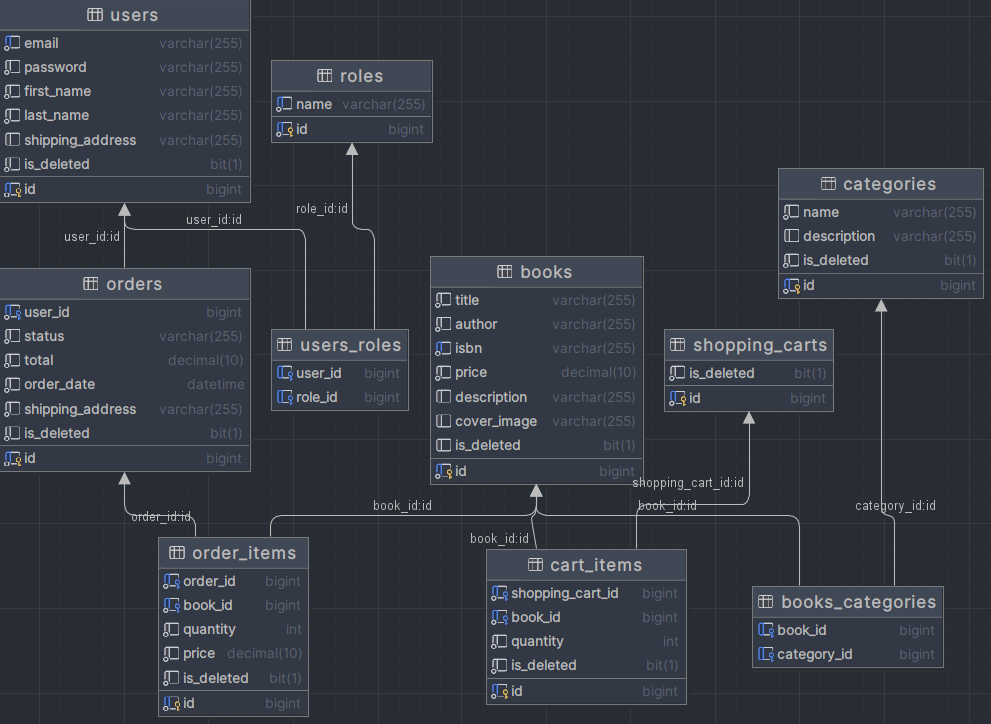 users
email varchar(255)
password varchar(255)
first_name varchar(255)
last_name varchar(255)
shipping_address varchar(255)
is_deleted bit(1)
id bigint
roles
name varchar(255)
id bigint
role_id:id
user_id:id
user_id:id
categories
name varchar(255)
description varchar(255)
is_deleted bit(1)
id bigint
orders
user_id bigint
status varchar(255)
total decimal(10)
order_date datetime
shipping_address varchar(255)
is_deleted bit(1)
id bigint
users_roles
user_id bigint
role_id bigint
books
title varchar(255)
author varchar(255)
isbn varchar(255)
price decimal(10)
description varchar(255)
cover_image varchar(255)
is_deleted bit(1)
id bigint
shopping_carts
is_deleted bit(1)
id bigint
shopping_cart_id:id
book_id:id
book_id:id
category_id:id
order_id:id
book_id:id
order_items
order_id bigint
book_id bigint
quantity int
price decimal(10)
is_deleted bit(1)
id bigint
cart_items
shopping_cart_id bigint
book_id bigint
quantity int
is_deleted bit(1)
id bigint
books_categories
book_id bigint
category_id bigint